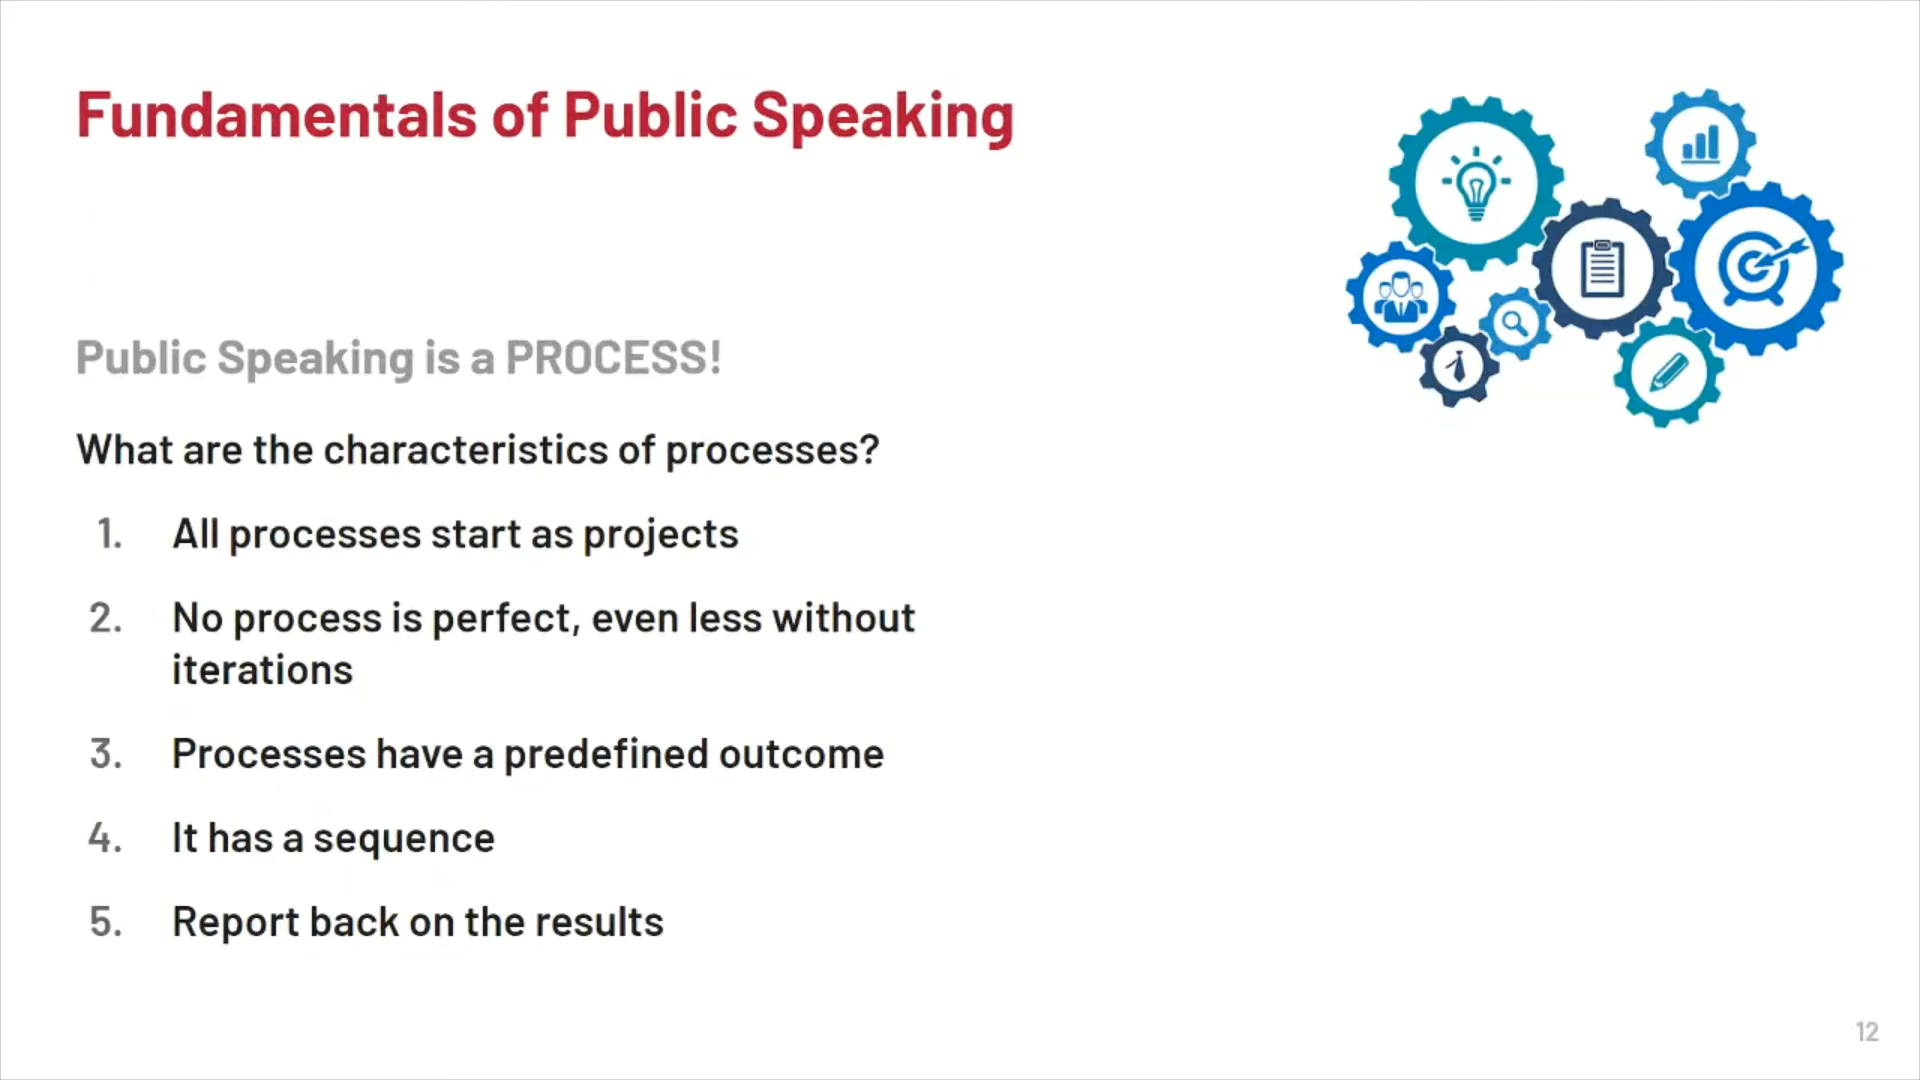 Fundamentals of Public Speaking
Public Speaking is a PROCESS!
What are the characteristics of processes?
1. All processes start as projects
2. No process is perfect, even less without
iterations
3. Processes have a predefined outcome
4. It has a sequence
5. Report back on the results
12